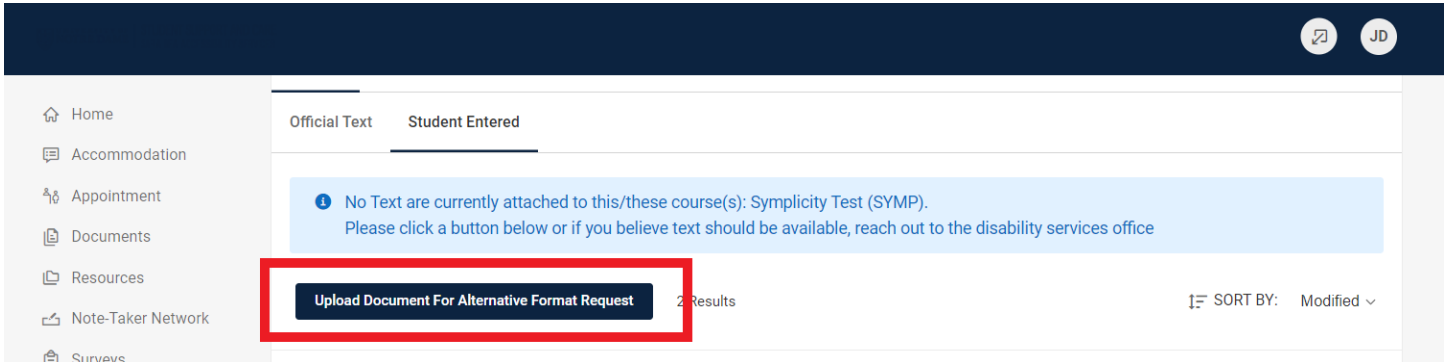 JD
Home
Accommodation
Appointment
Documents
Resources
Note-Taker Network
Surveys
Official Text Student Entered
No Text are currently attached to this/these course(s): Symplicity Test (SYMP).
Please click a button below or if you believe text should be available, reach out to the disability services office
Upload Document For Alternative Format Request 2 Results SORT BY: Modified